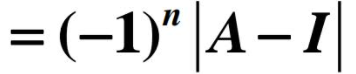 = (−1)ⁿ |A − I|